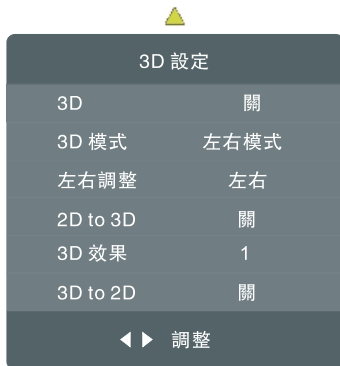 3D 設定
3D 關
3D 模式 左右模式
左右調整 左右
2D to 3D 關
3D 效果 1
3D to 2D 關
調整